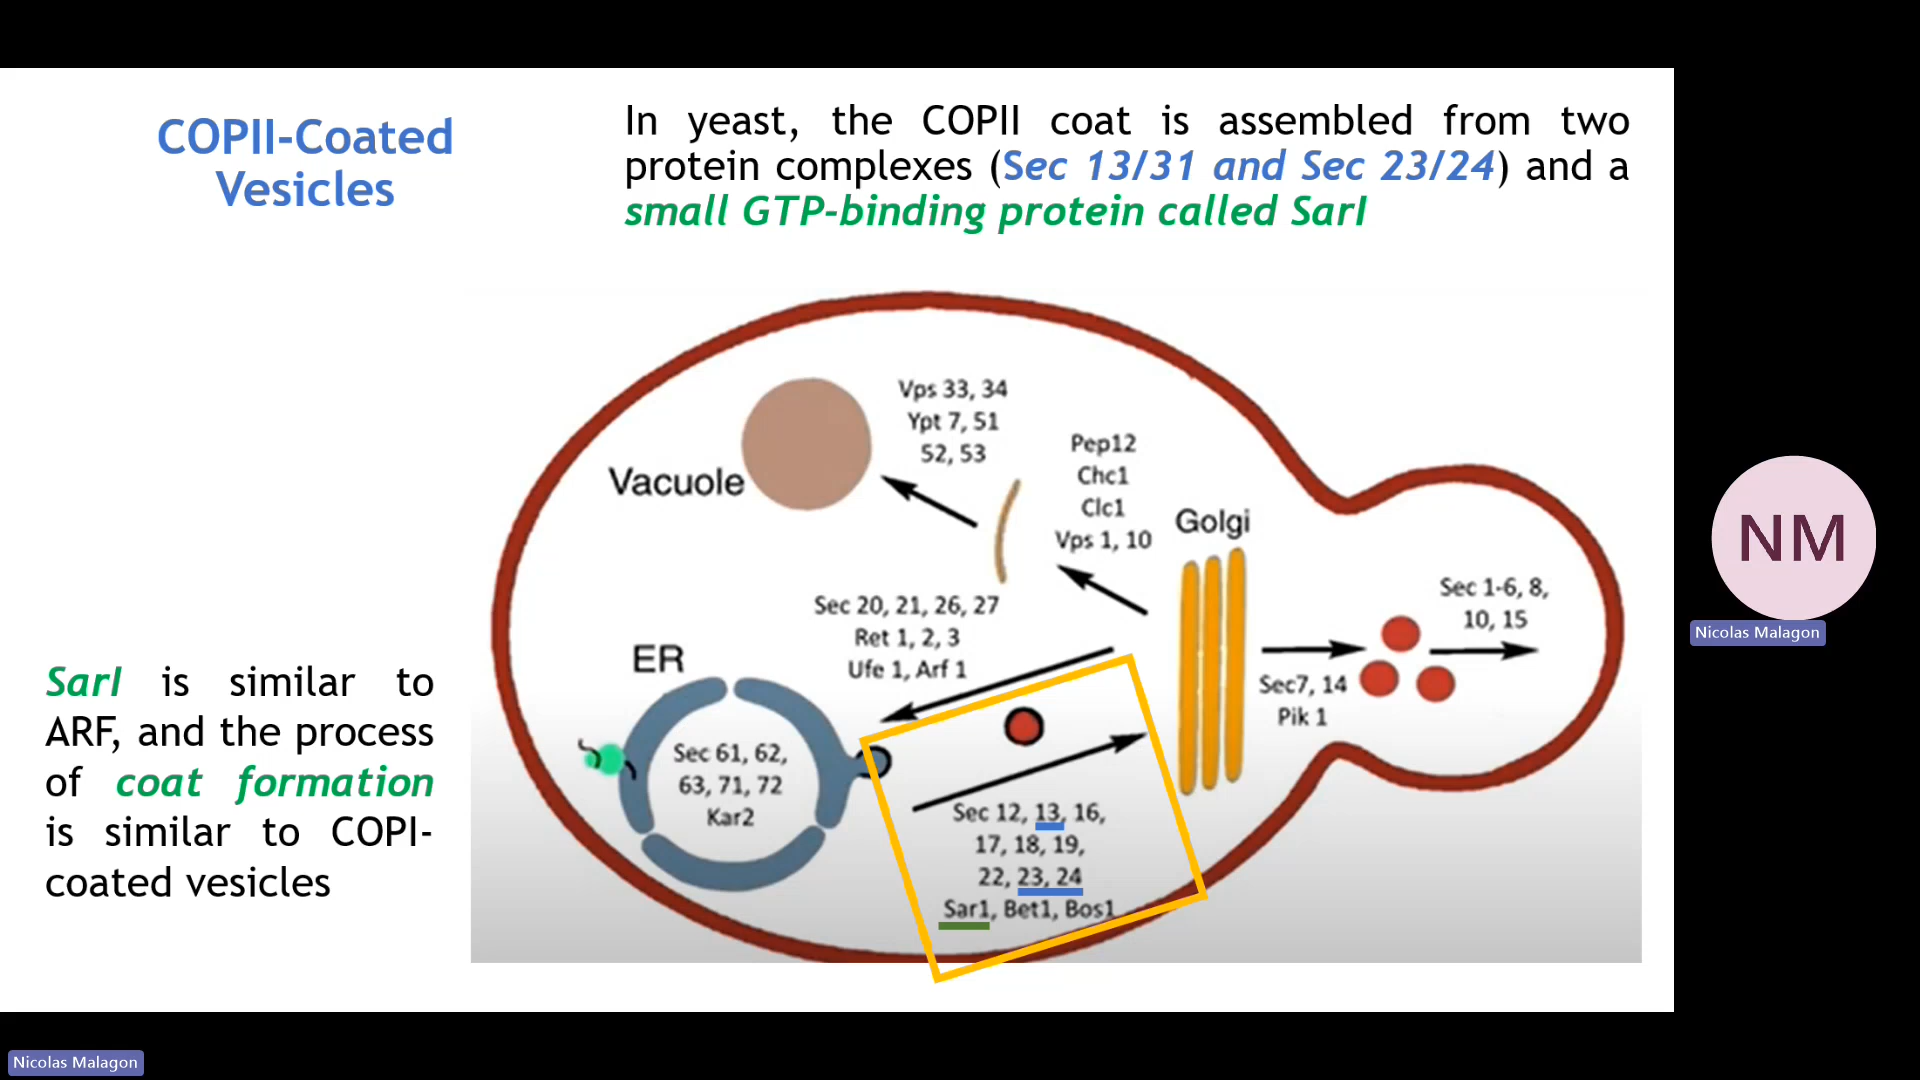 COPII-Coated
Vesicles
In yeast, the COPII coat is assembled from two
protein complexes (Sec 13/31 and Sec 23/24) and a
small GTP-binding protein called SarI
Vps 33, 34
Ypt 7, 51
52, 53
Vacuole
Pep12
Chc1
Clc1
Vps 1, 10
Golgi
Sec 20, 21, 26, 27
Ret 1, 2, 3
Ufe 1, Arf 1
Sec 1-6, 8,
10, 15
Sec7, 14
Pik 1
ER
Sec 61, 62,
63, 71, 72
Kar2
Sec 12, 13, 16,
17, 18, 19,
22, 23, 24
Sar1, Bet1, Bos1
SarI is similar to
ARF, and the process
of coat formation
is similar to COPI-
coated vesicles
NM
Nicolas Malagon
Nicolas Malagon